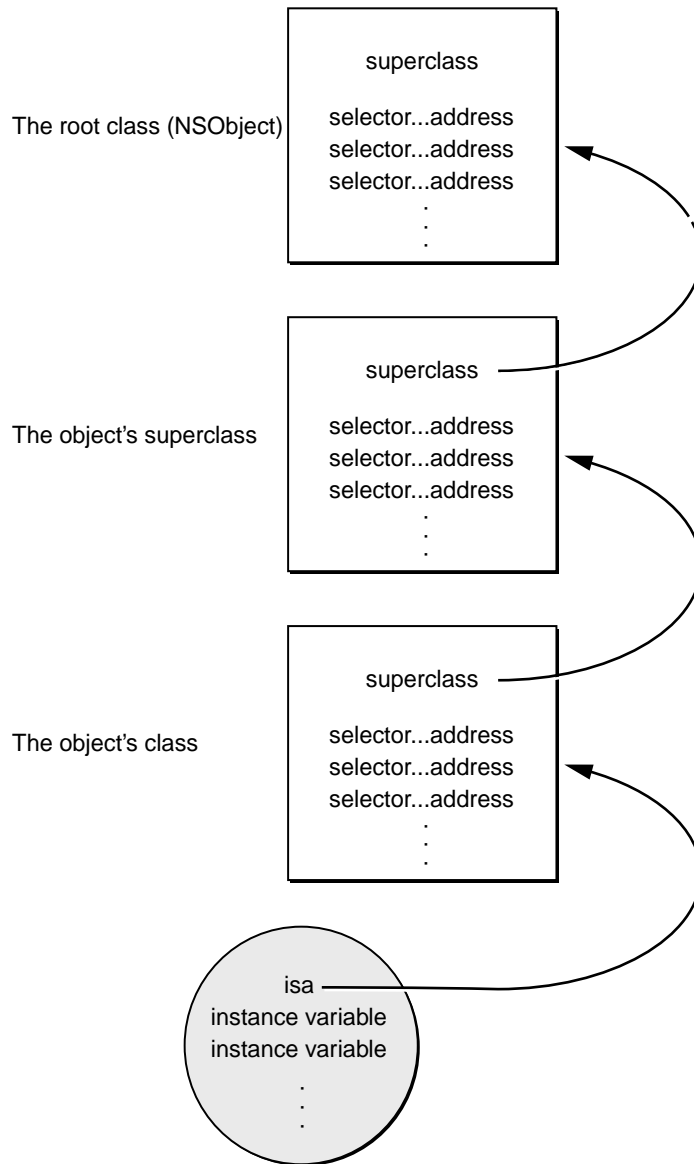 superclass
The root class (NSObject)
selector...address
selector...address
selector...address
.
.
.
superclass
The object’s superclass
selector...address
selector...address
selector...address
.
.
.
superclass
The object’s class
selector...address
selector...address
selector...address
.
.
.
isa
instance variable
instance variable
.
.
.